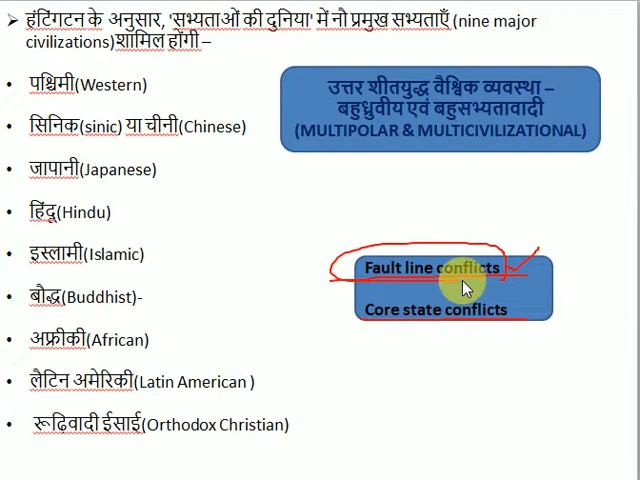 हंटिंगटन के अनुसार, 'सभ्यताओं की दुनिया' में नौ प्रमुख सभ्यताएँ (nine major
civilizations)शामिल होंगी –
• पश्चिमी(Western)
• सिनिक(sinic) या चीनी(Chinese)
• जापानी(Japanese)
• हिंदू(Hindu)
• इस्लामी(Islamic)
• बौद्ध(Buddhist)-
• अफ्रीकी(African)
• लैटिन अमेरिकी(Latin American )
• रूढ़िवादी ईसाई(Orthodox Christian)
उत्तर शीतयुद्ध वैश्विक व्यवस्था –
बहुध्रुवीय एवं बहुसभ्यतावादी
(MULTIPOLAR & MULTICIVILIZATIONAL)
Fault line conflicts
Core state conflicts